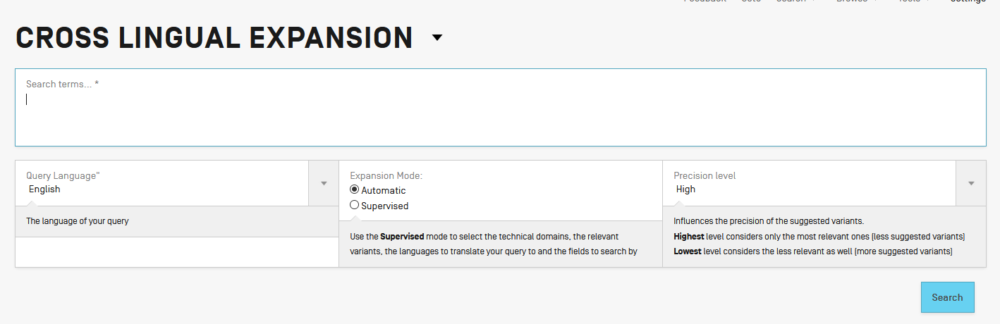 Feedback Sets Search Browse Tools Settings
CROSS LINGUAL EXPANSION
Search terms... *
Query Language"
English
The language of your query
Expansion Mode:
Automatic
Supervised
Use the Supervised mode to select the technical domains, the relevant
variants, the languages to translate your query to and the fields to search by
Precision level
High
Influences the precision of the suggested variants.
Highest level considers only the most relevant ones (less suggested variants)
Lowest level considers the less relevant as well (more suggested variants)
Search